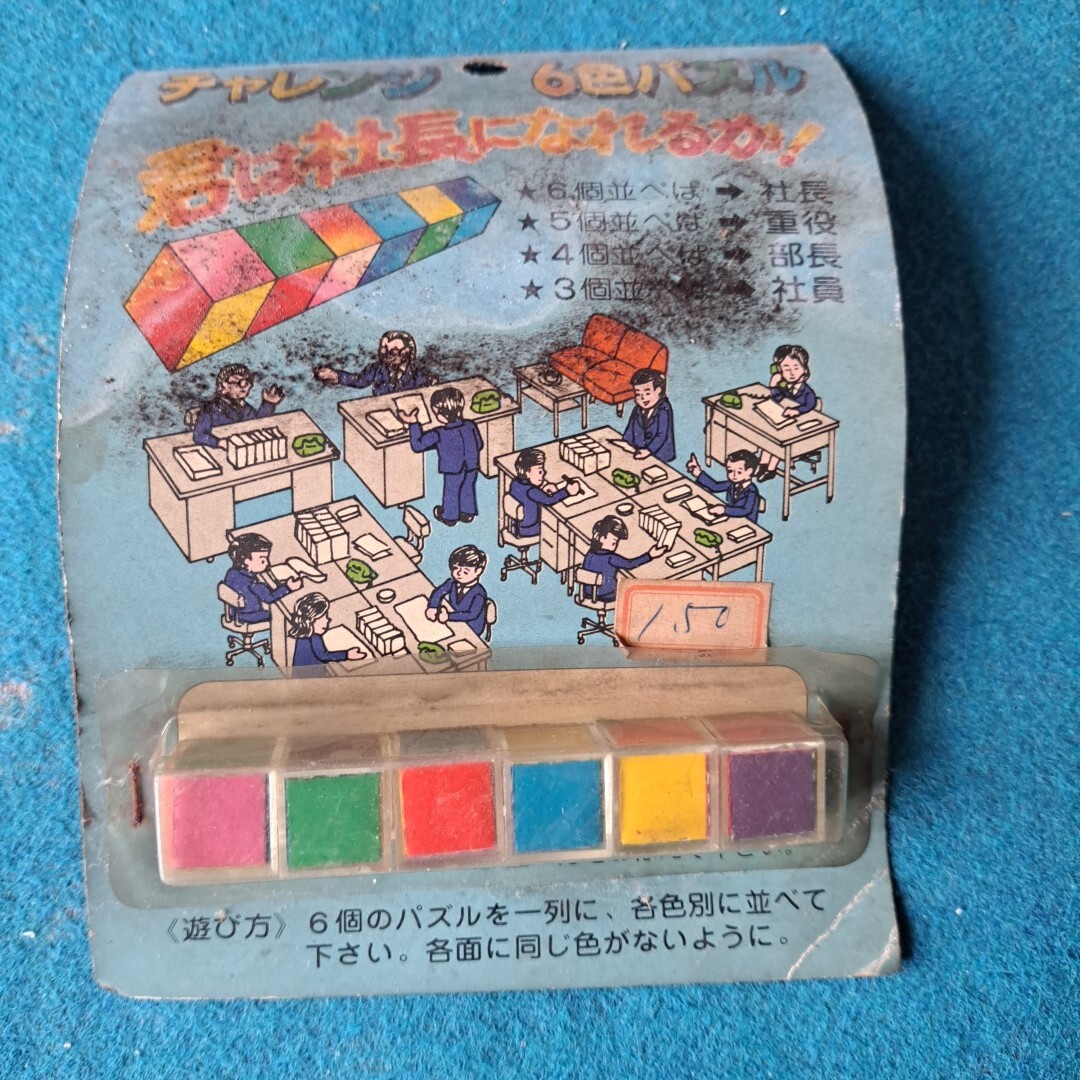 チャレンジ 6色パズル
君は社長になれるか!
★6個並べば➡社長
★5個並べば➡重役
★4個並べば➡部長
★3個並べば➡社員
150
《遊び方》6個のパズルを一列に、各色別に並べて
下さい。各面に同じ色がないように。